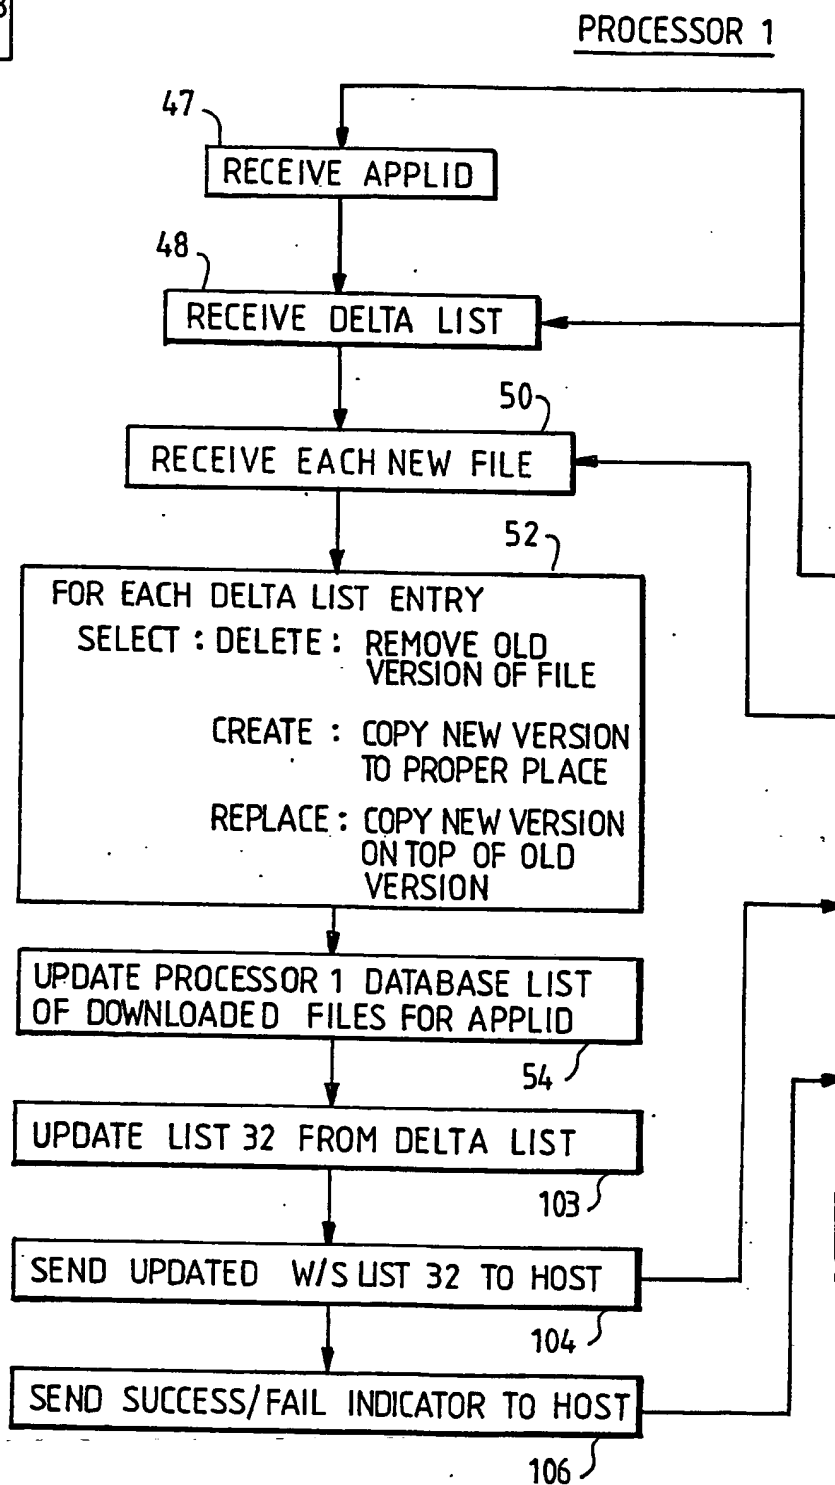 PROCESSOR 1
47
RECEIVE APPLID
48
RECEIVE DELTA LIST
50
RECEIVE EACH NEW FILE
52
FOR EACH DELTA LIST ENTRY
SELECT : DELETE : REMOVE OLD
VERSION OF FILE
CREATE : COPY NEW VERSION
TO PROPER PLACE
REPLACE : COPY NEW VERSION
ON TOP OF OLD
VERSION
UPDATE PROCESSOR 1 DATABASE LIST
OF DOWNLOADED FILES FOR APPLID
54
UPDATE LIST 32 FROM DELTA LIST
103
SEND UPDATED W/S LIST 32 TO HOST
104
SEND SUCCESS/FAIL INDICATOR TO HOST
106